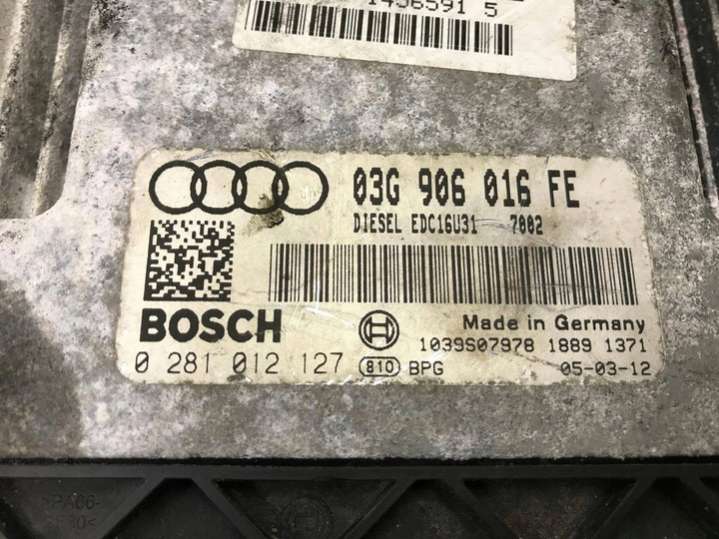 5
03G 906 016 FE
DIESEL EDC16U31 7002
BOSCH
Made in Germany
1039S07978 1889 1371
0 281 012 127 810 BPG 05-03-12